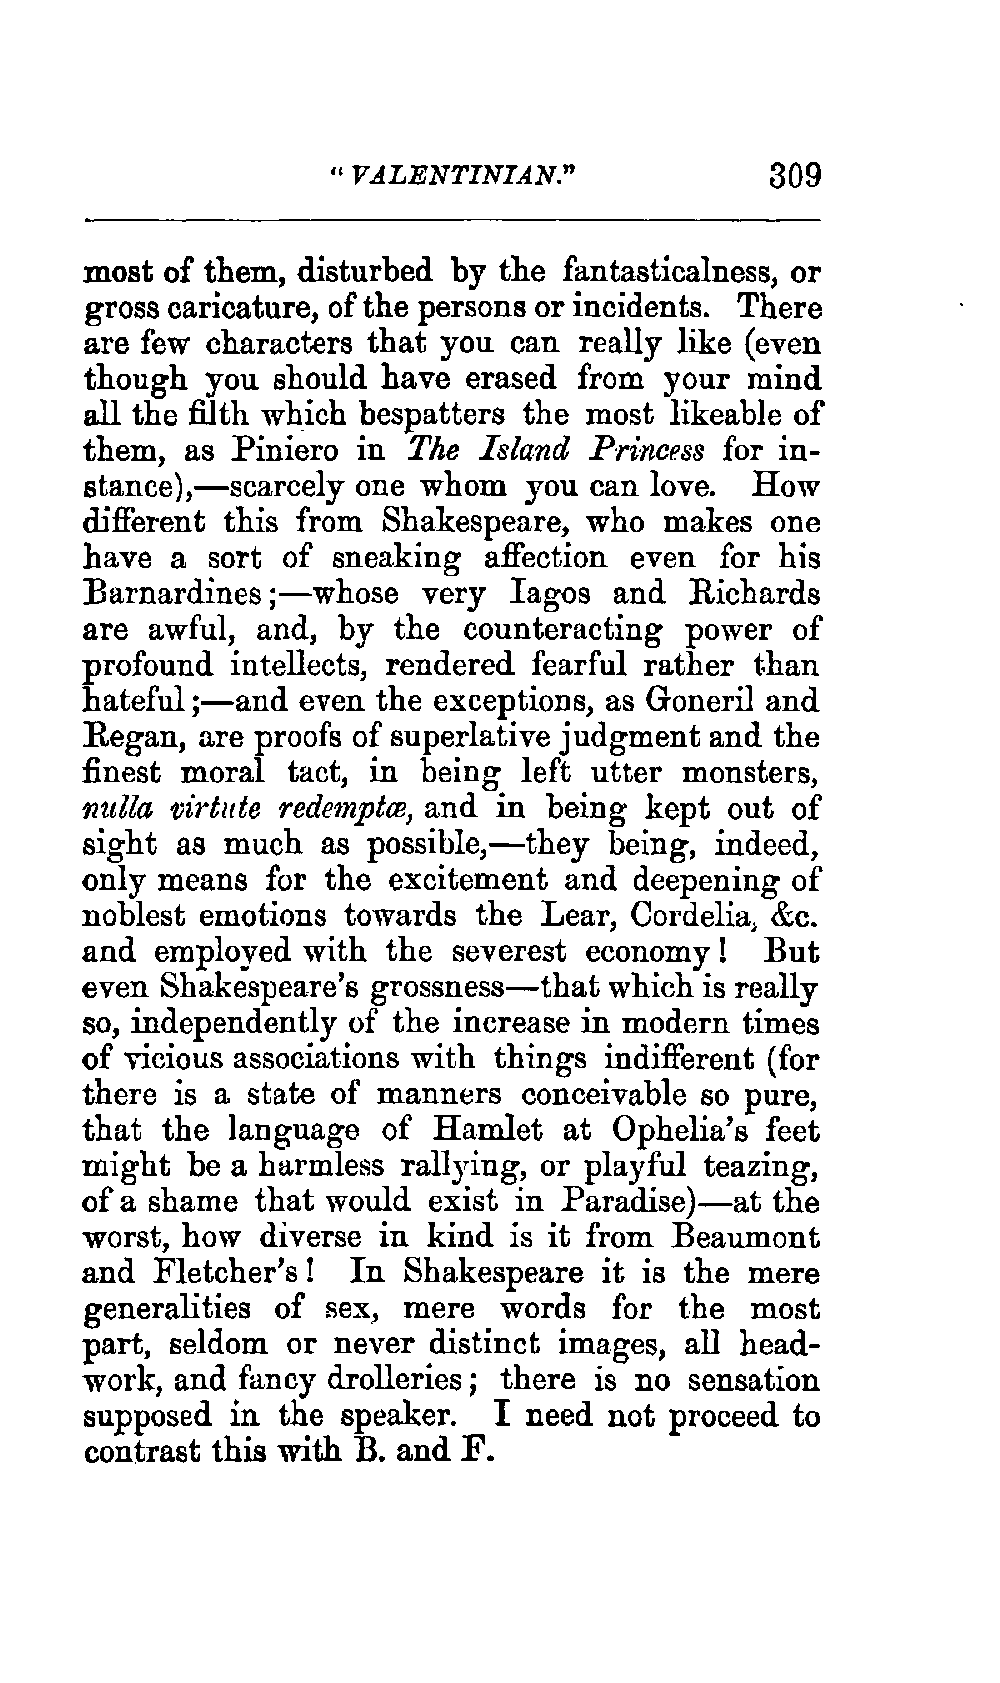 "VALENTINIAN." 309
most of them, disturbed by the fantasticalness, or
gross caricature, of the persons or incidents. There
are few characters that you can really like (even
though you should have erased from your mind
all the filth which bespatters the most likeable of
them, as Piniero in The Island Princess for in-
stance),—scarcely one whom you can love. How
different this from Shakespeare, who makes one
have a sort of sneaking affection even for his
Barnardines;—whose very Iagos and Richards
are awful, and, by the counteracting power of
profound intellects, rendered fearful rather than
hateful;—and even the exceptions, as Goneril and
Regan, are proofs of superlative judgment and the
finest moral tact, in being left utter monsters,
nulla virtute redemptæ, and in being kept out of
sight as much as possible,—they being, indeed,
only means for the excitement and deepening of
noblest emotions towards the Lear, Cordelia, &c.
and employed with the severest economy! But
even Shakespeare's grossness—that which is really
so, independently of the increase in modern times
of vicious associations with things indifferent (for
there is a state of manners conceivable so pure,
that the language of Hamlet at Ophelia's feet
might be a harmless rallying, or playful teazing,
of a shame that would exist in Paradise)—at the
worst, how diverse in kind is it from Beaumont
and Fletcher's! In Shakespeare it is the mere
generalities of sex, mere words for the most
part, seldom or never distinct images, all head-
work, and fancy drolleries; there is no sensation
supposed in the speaker. I need not proceed to
contrast this with B. and F.